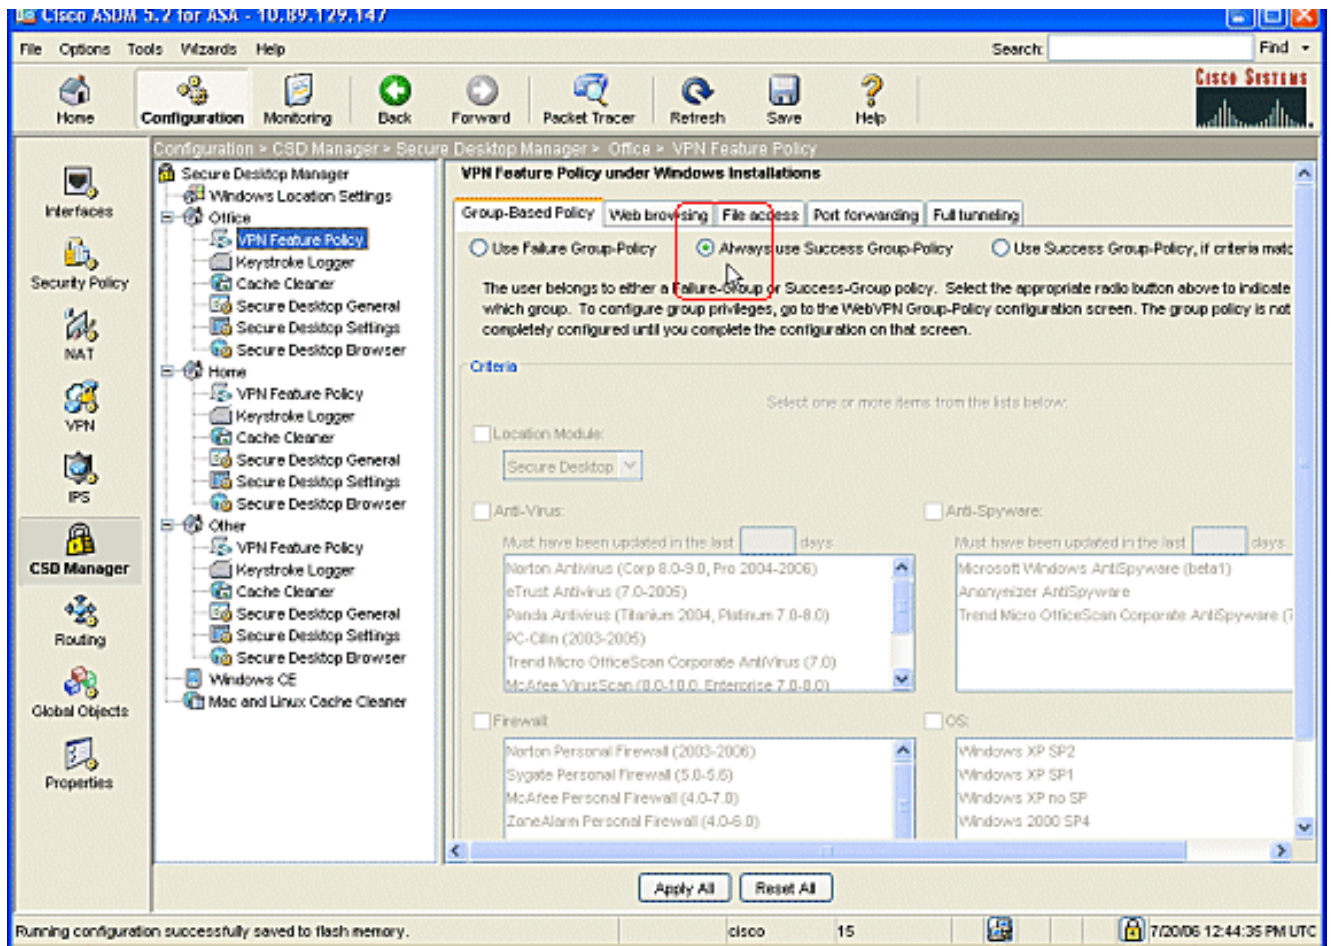 Cisco ASDM 5.2 for ASA - 10.89.129.147
File Options Tools Wizards Help Search: Find
Home Configuration Monitoring Back Forward Packet Tracer Refresh Save Help
CISCO SYSTEMS
Configuration > CSD Manager > Secure Desktop Manager > Office > VPN Feature Policy
Interfaces
Security Policy
NAT
VPN
IPS
CSD Manager
Routing
Global Objects
Properties
Secure Desktop Manager
Windows Location Settings
Office
VPN Feature Policy
Keystroke Logger
Cache Cleaner
Secure Desktop General
Secure Desktop Settings
Secure Desktop Browser
Home
VPN Feature Policy
Keystroke Logger
Cache Cleaner
Secure Desktop General
Secure Desktop Settings
Secure Desktop Browser
Other
VPN Feature Policy
Keystroke Logger
Cache Cleaner
Secure Desktop General
Secure Desktop Settings
Secure Desktop Browser
Windows CE
Mac and Linux Cache Cleaner
VPN Feature Policy under Windows Installations
Group-Based Policy Web browsing File access Port forwarding Full tunneling
Use Failure Group-Policy Always use Success Group-Policy Use Success Group-Policy, if criteria matc
The user belongs to either a Failure-Group or Success-Group policy. Select the appropriate radio button above to indicate
which group. To configure group privileges, go to the WebVPN Group-Policy configuration screen. The group policy is not
completely configured until you complete the configuration on that screen.
Criteria
Select one or more items from the lists below:
Location Module:
Secure Desktop
Anti-Virus:
Must have been updated in the last days
Norton Antivirus (Corp 8.0-9.0, Pro 2004-2006)
eTrust Antivirus (7.0-2005)
Panda Antivirus (Titanium 2004, Platinum 7.0-8.0)
PC-Cillin (2003-2005)
Trend Micro OfficeScan Corporate AntiVirus (7.0)
McAfee VirusScan (8.0-10.0, Enterprise 7.0-8.0)
Anti-Spyware:
Must have been updated in the last days
Microsoft Windows AntiSpyware (beta1)
Anonymizer AntiSpyware
Trend Micro OfficeScan Corporate AntiSpyware (7
Firewall:
Norton Personal Firewall (2003-2006)
Sygate Personal Firewall (5.0-5.6)
McAfee Personal Firewall (4.0-7.0)
ZoneAlarm Personal Firewall (4.0-6.0)
OS:
Windows XP SP2
Windows XP SP1
Windows XP no SP
Windows 2000 SP4
Apply All Reset All
Running configuration successfully saved to flash memory. cisco 15 7/20/06 12:44:35 PM UTC